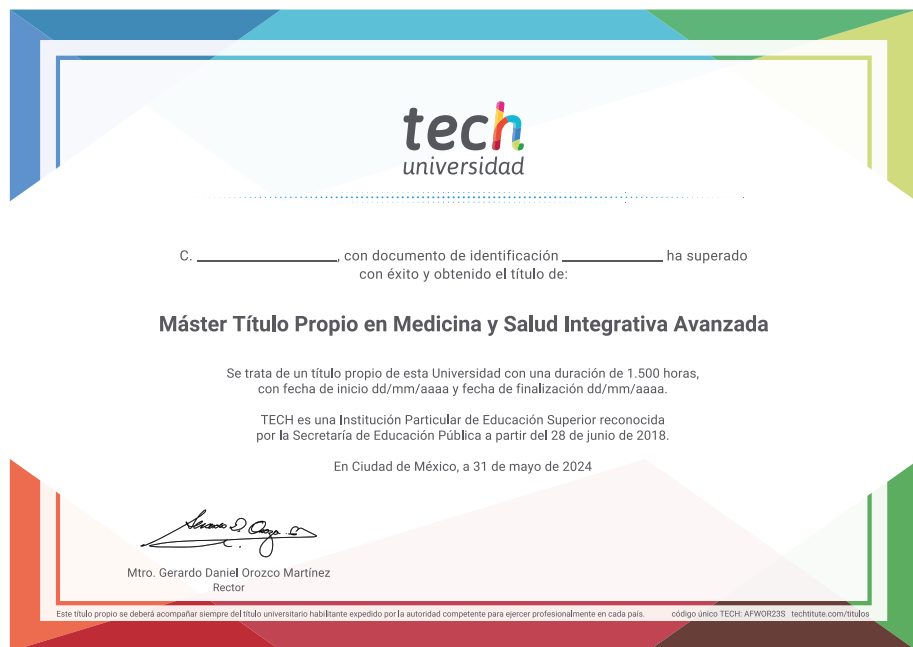 tech
universidad
C. ____________________, con documento de identificación ______________ ha superado
con éxito y obtenido el título de:
Máster Título Propio en Medicina y Salud Integrativa Avanzada
Se trata de un título propio de esta Universidad con una duración de 1.500 horas,
con fecha de inicio dd/mm/aaaa y fecha de finalización dd/mm/aaaa.
TECH es una Institución Particular de Educación Superior reconocida
por la Secretaría de Educación Pública a partir del 28 de junio de 2018.
En Ciudad de México, a 31 de mayo de 2024
Mtro. Gerardo Daniel Orozco Martínez
Rector
Este título propio se deberá acompañar siempre del título universitario habilitante expedido por la autoridad competente para ejercer profesionalmente en cada país. código único TECH: AFWOR23S techtitute.com/titulos